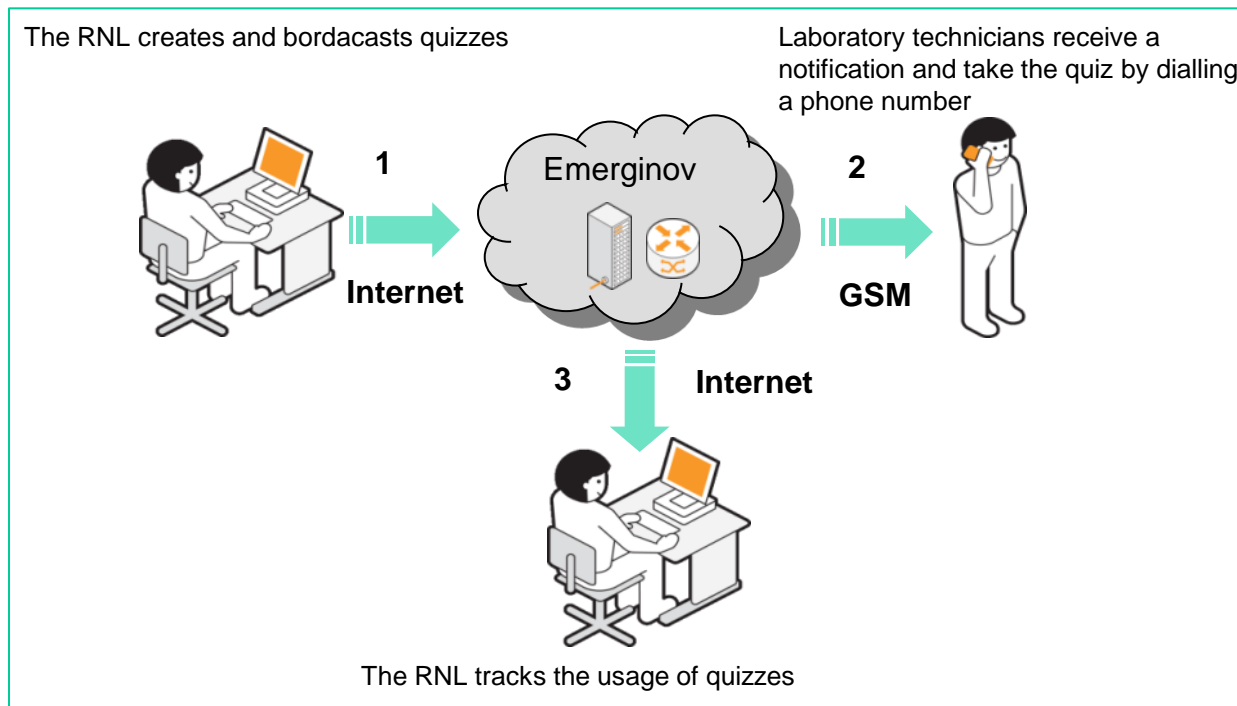 The RNL creates and bordacasts quizzes
Laboratory technicians receive a
notification and take the quiz by dialling
a phone number
1
Emerginov
2
Internet
GSM
3
Internet
The RNL tracks the usage of quizzes